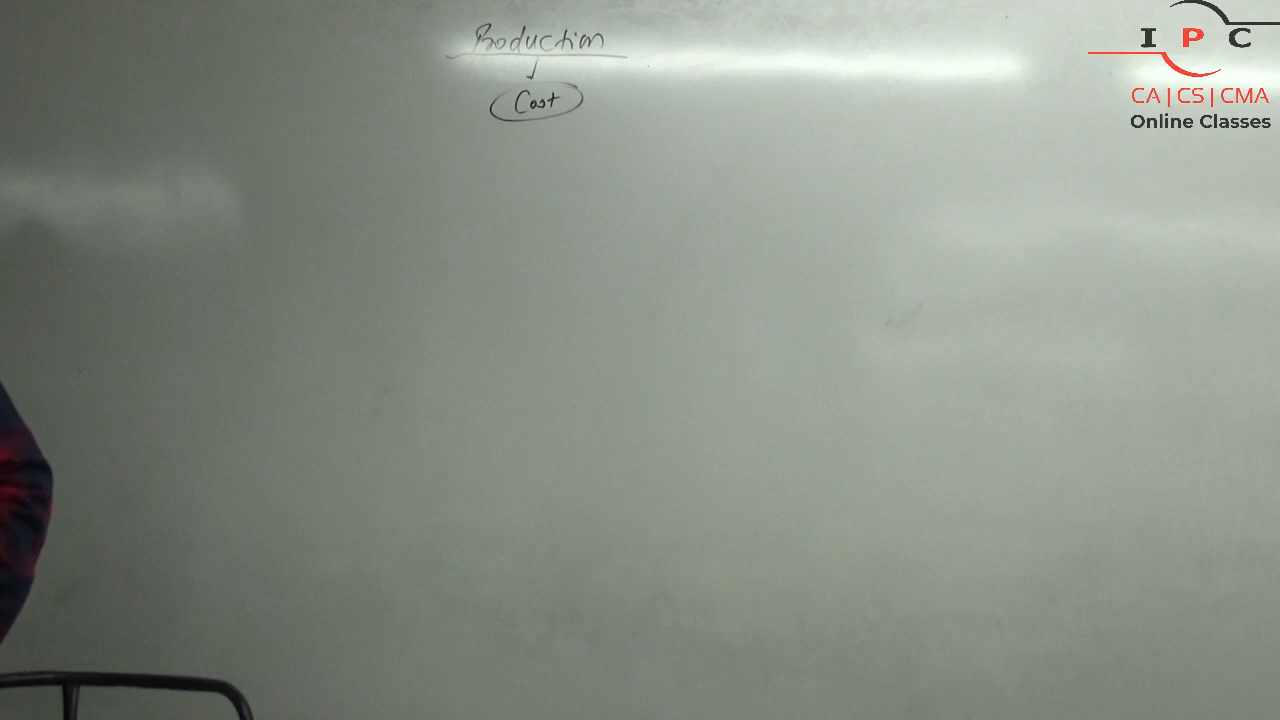 Production
Cost
I P C
CA | CS | CMA
Online Classes